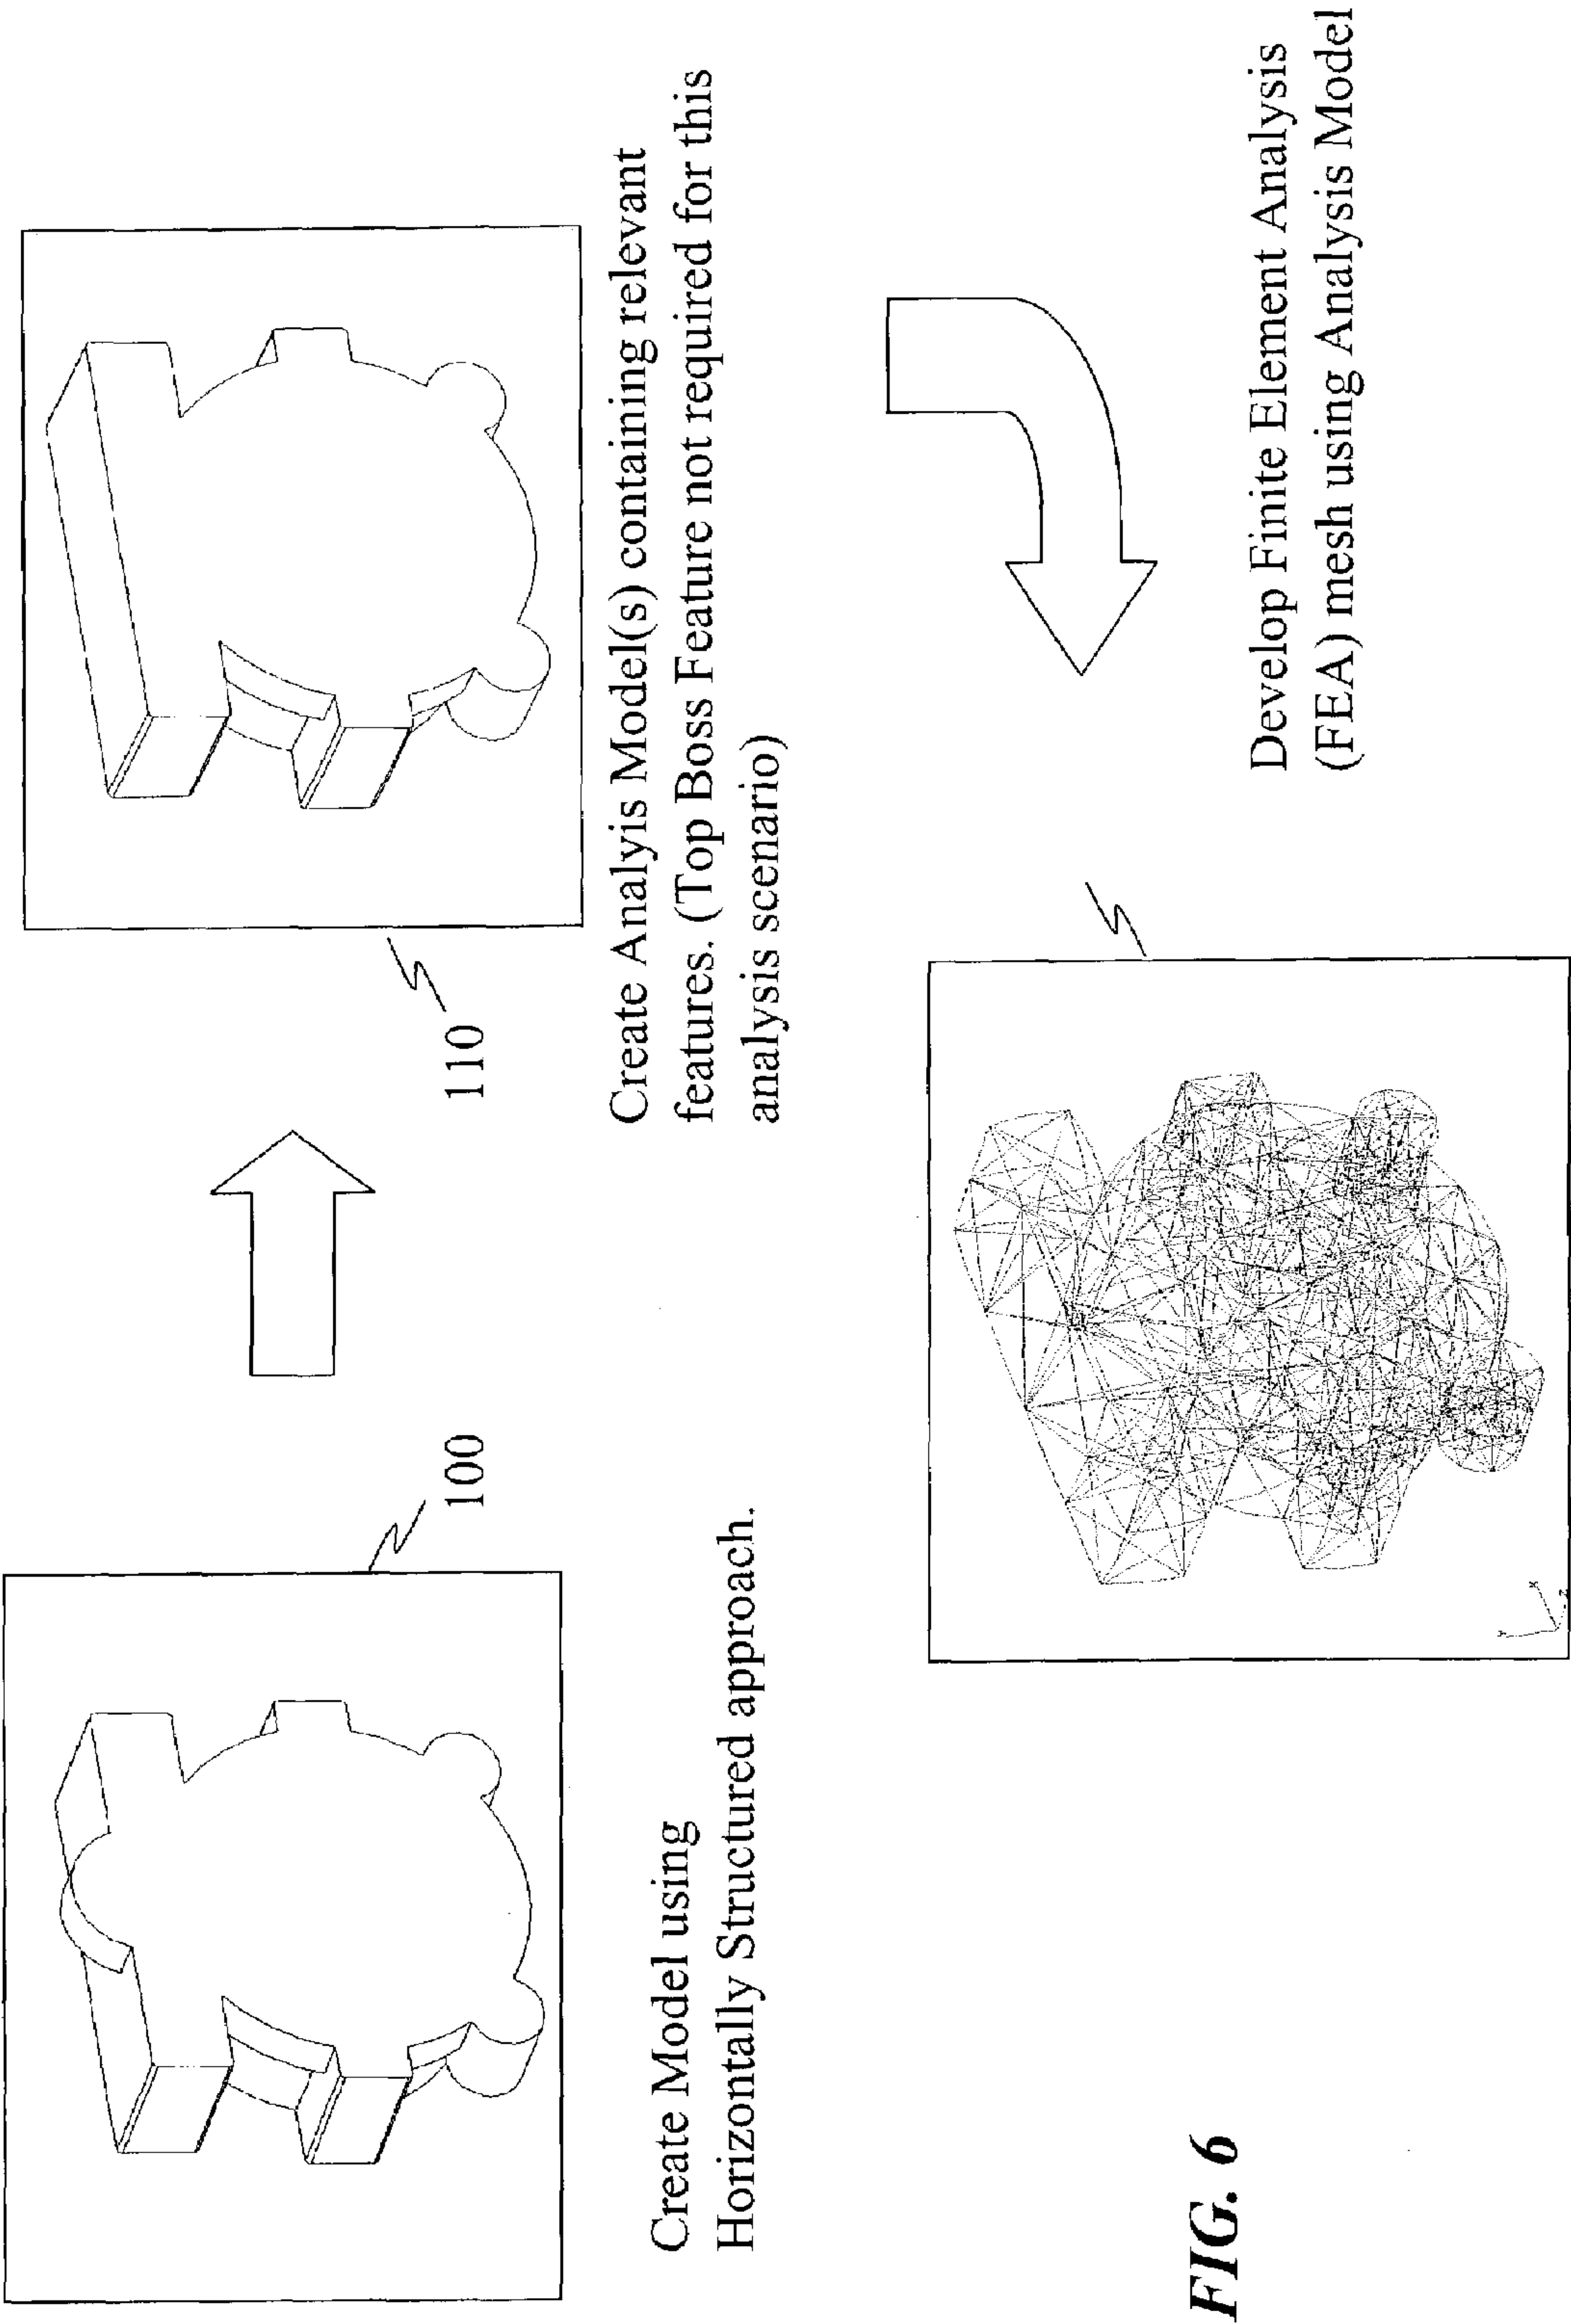 100
Create Model using
Horizontally Structured approach.
110
Create Analyis Model(s) containing relevant
features. (Top Boss Feature not required for this
analysis scenario)
Develop Finite Element Analysis
(FEA) mesh using Analysis Model
FIG. 6